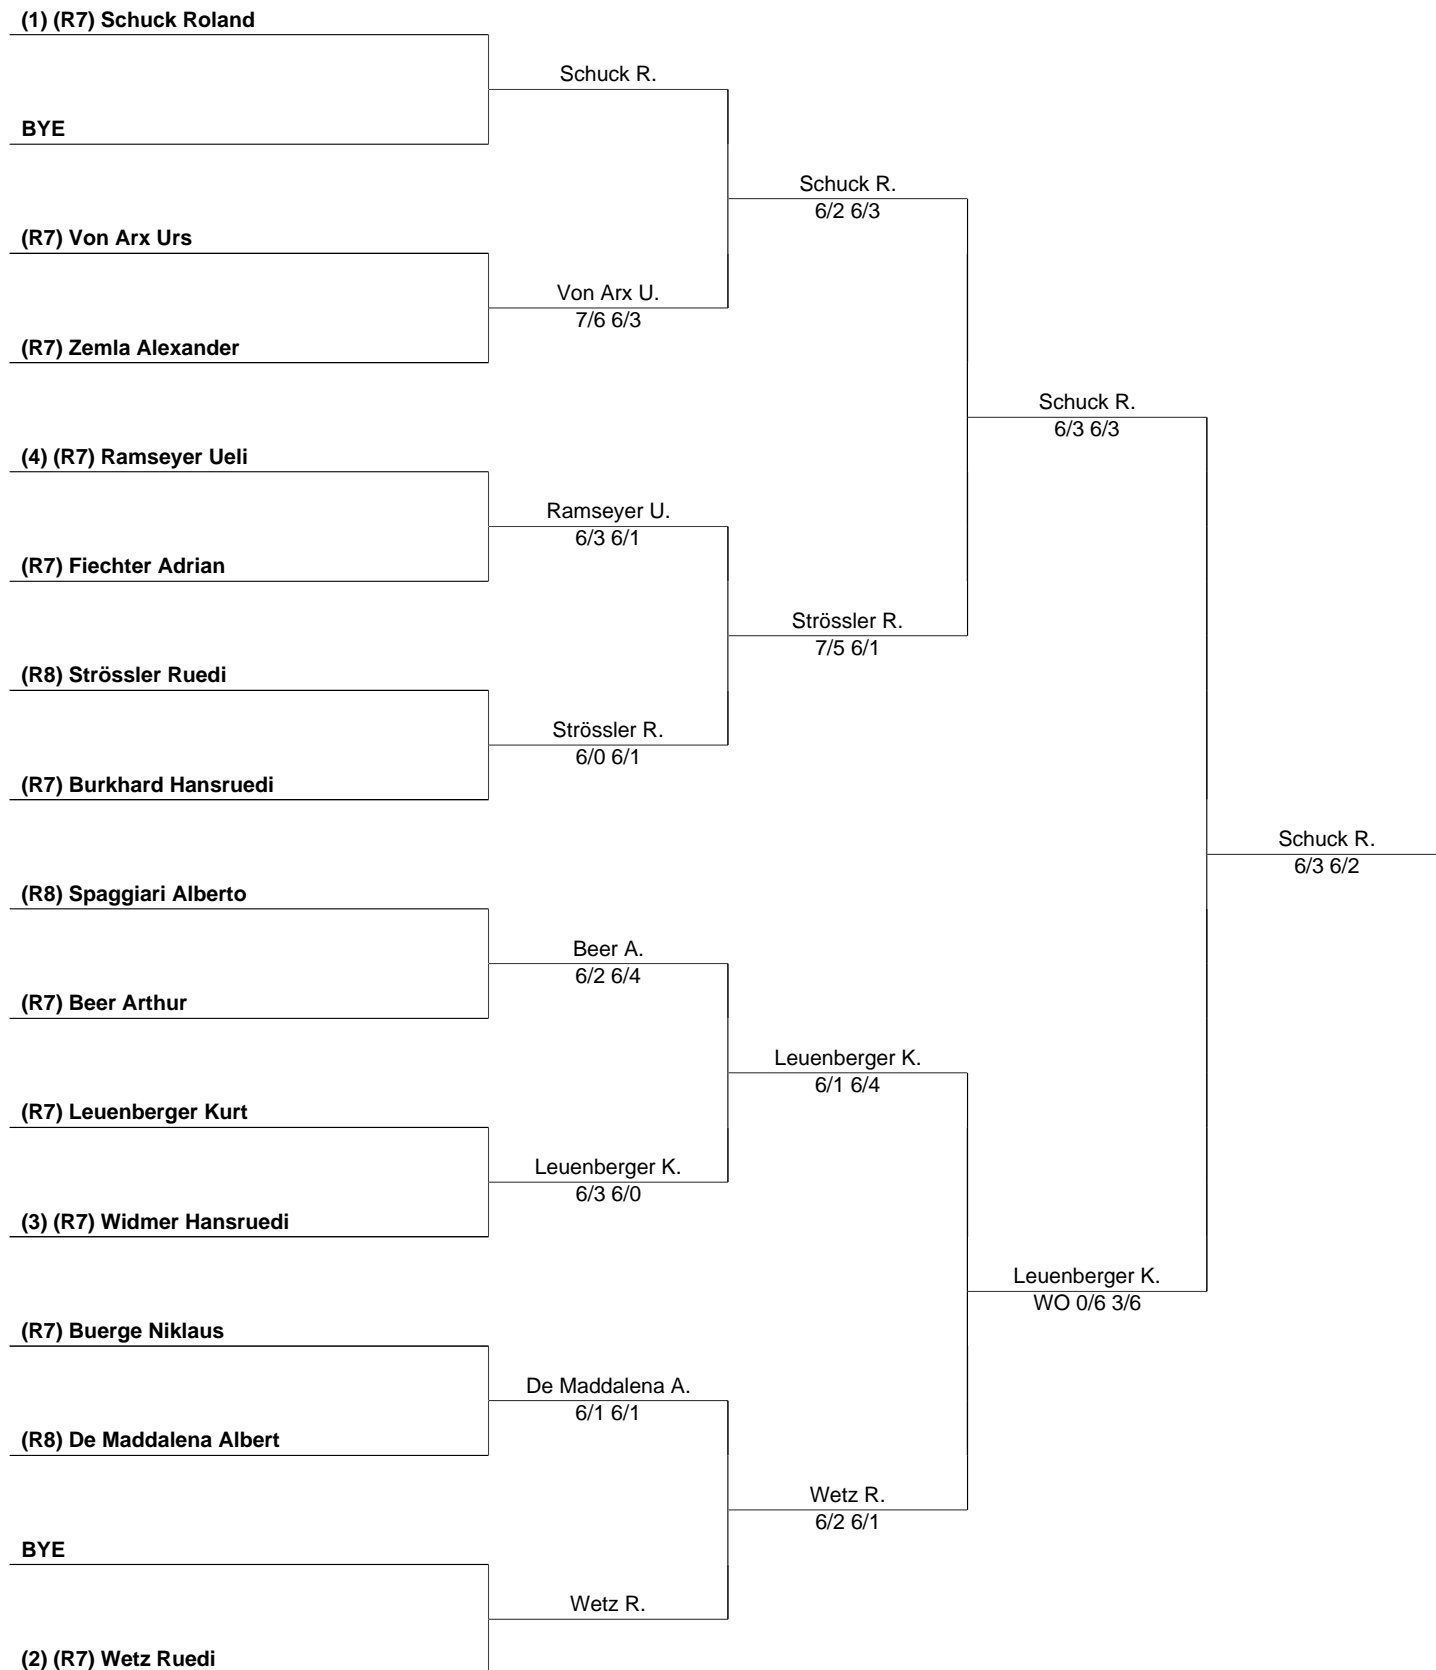 (1) (R7) Schuck Roland
Schuck R.
BYE
Schuck R.
6/2 6/3
(R7) Von Arx Urs
Von Arx U.
7/6 6/3
(R7) Zemla Alexander
Schuck R.
6/3 6/3
(4) (R7) Ramseyer Ueli
Ramseyer U.
6/3 6/1
(R7) Fiechter Adrian
Strössler R.
7/5 6/1
(R8) Strössler Ruedi
Strössler R.
6/0 6/1
(R7) Burkhard Hansruedi
Schuck R.
6/3 6/2
(R8) Spaggiari Alberto
Beer A.
6/2 6/4
(R7) Beer Arthur
Leuenberger K.
6/1 6/4
(R7) Leuenberger Kurt
Leuenberger K.
6/3 6/0
(3) (R7) Widmer Hansruedi
Leuenberger K.
WO 0/6 3/6
(R7) Buerge Niklaus
De Maddalena A.
6/1 6/1
(R8) De Maddalena Albert
Wetz R.
6/2 6/1
BYE
Wetz R.
(2) (R7) Wetz Ruedi